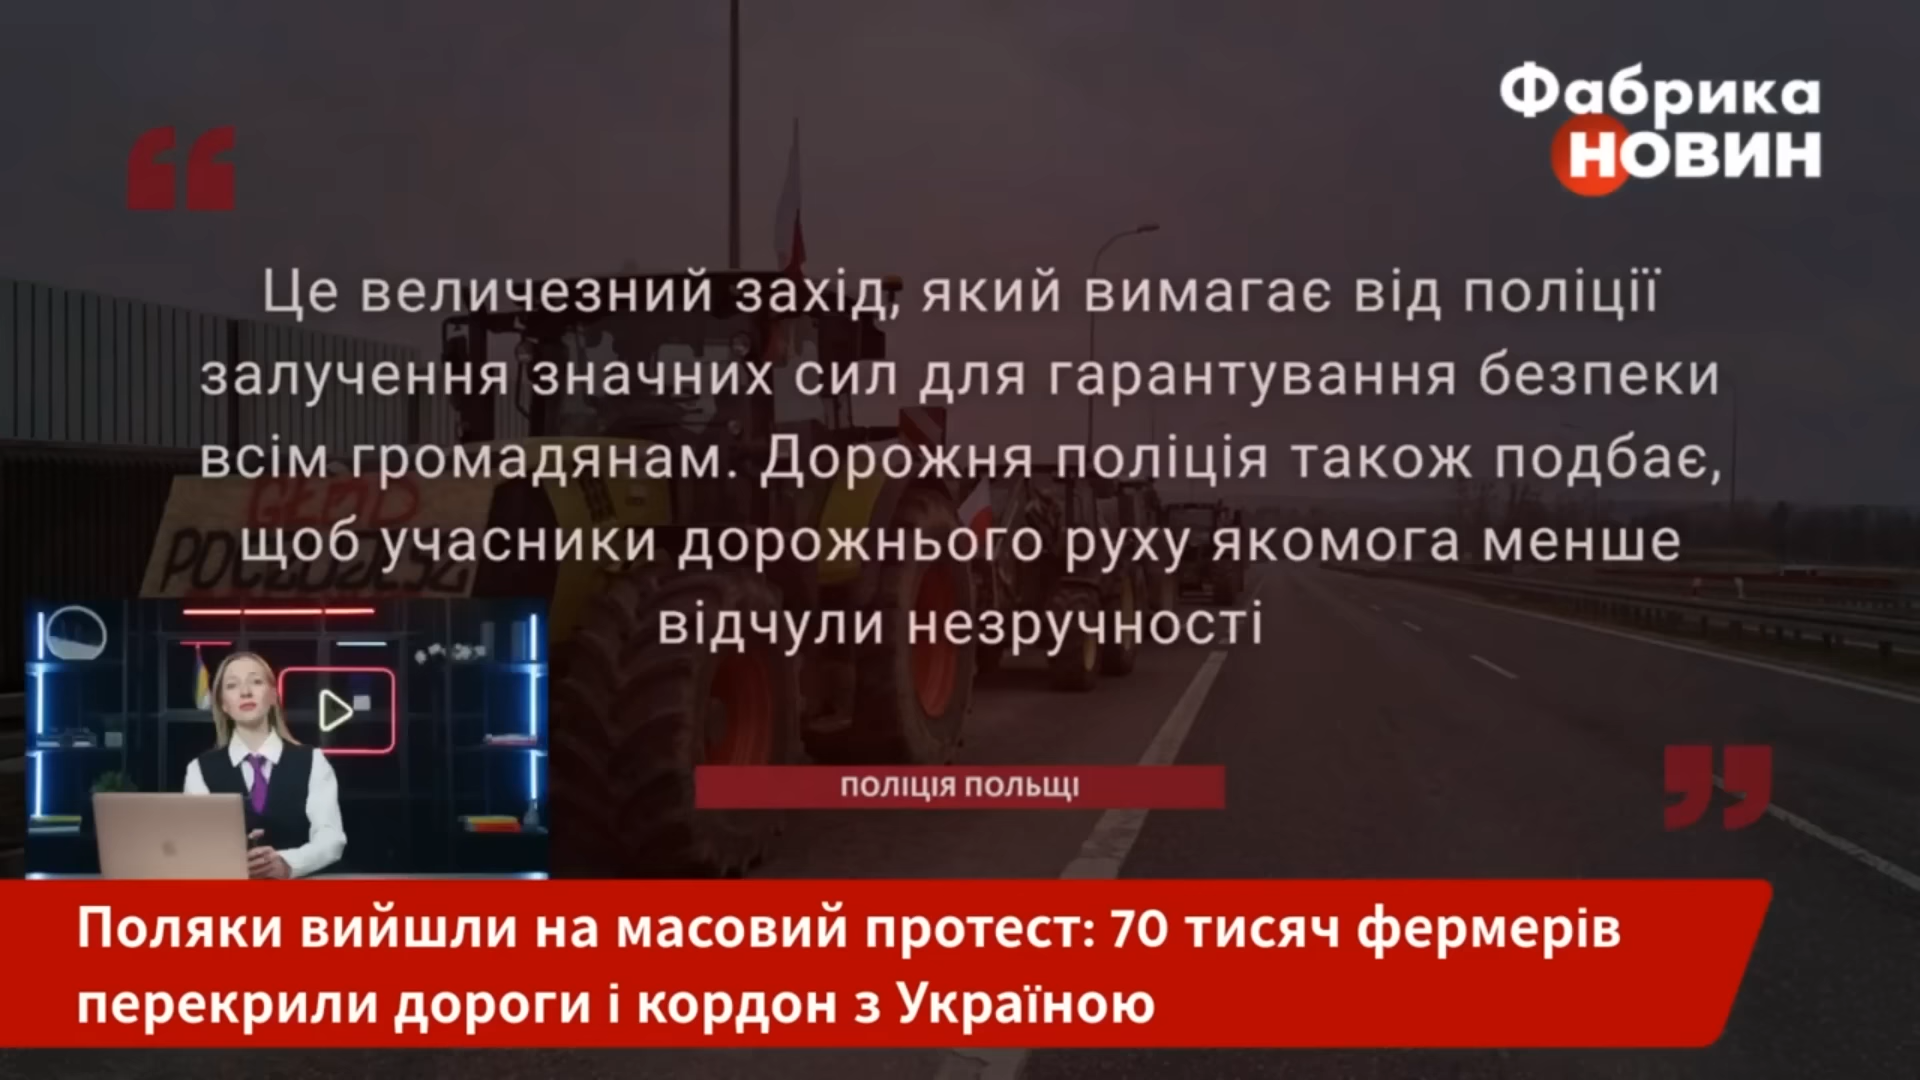 Фабрика
новин
Це величезний захід, який вимагає від поліції
залучення значних сил для гарантування безпеки
всім громадянам. Дорожня поліція також подбає,
щоб учасники дорожнього руху якомога менше
відчули незручності
GŁÓD
ПОЛІЦІЯ ПОЛЬЩІ
Поляки вийшли на масовий протест: 70 тисяч фермерів
перекрили дороги і кордон з Україною